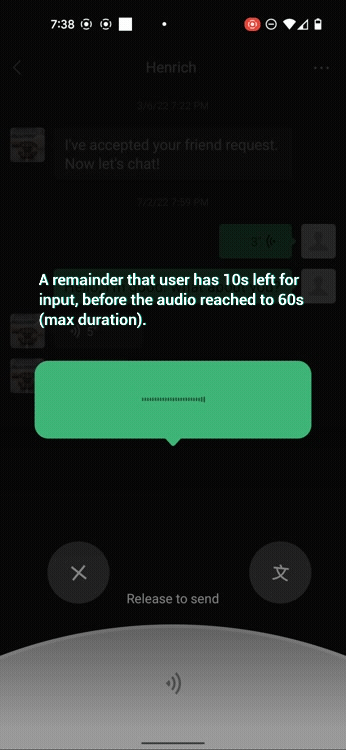 7:38
Henrich
3/6/22 7:22 PM
I've accepted your friend request.
Now let's chat!
7/2/22 7:59 PM
3"
A remainder that user has 10s left for
input, before the audio reached to 60s
(max duration).
文
Release to send